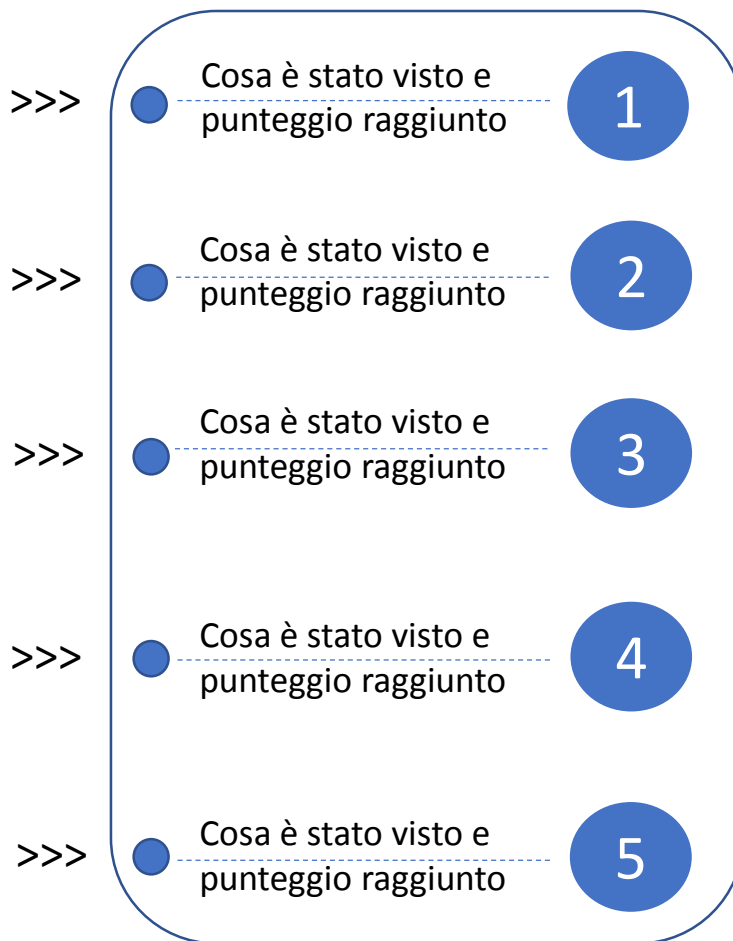 >>> Cosa è stato visto e
punteggio raggiunto 1
>>> Cosa è stato visto e
punteggio raggiunto 2
>>> Cosa è stato visto e
punteggio raggiunto 3
>>> Cosa è stato visto e
punteggio raggiunto 4
>>> Cosa è stato visto e
punteggio raggiunto 5